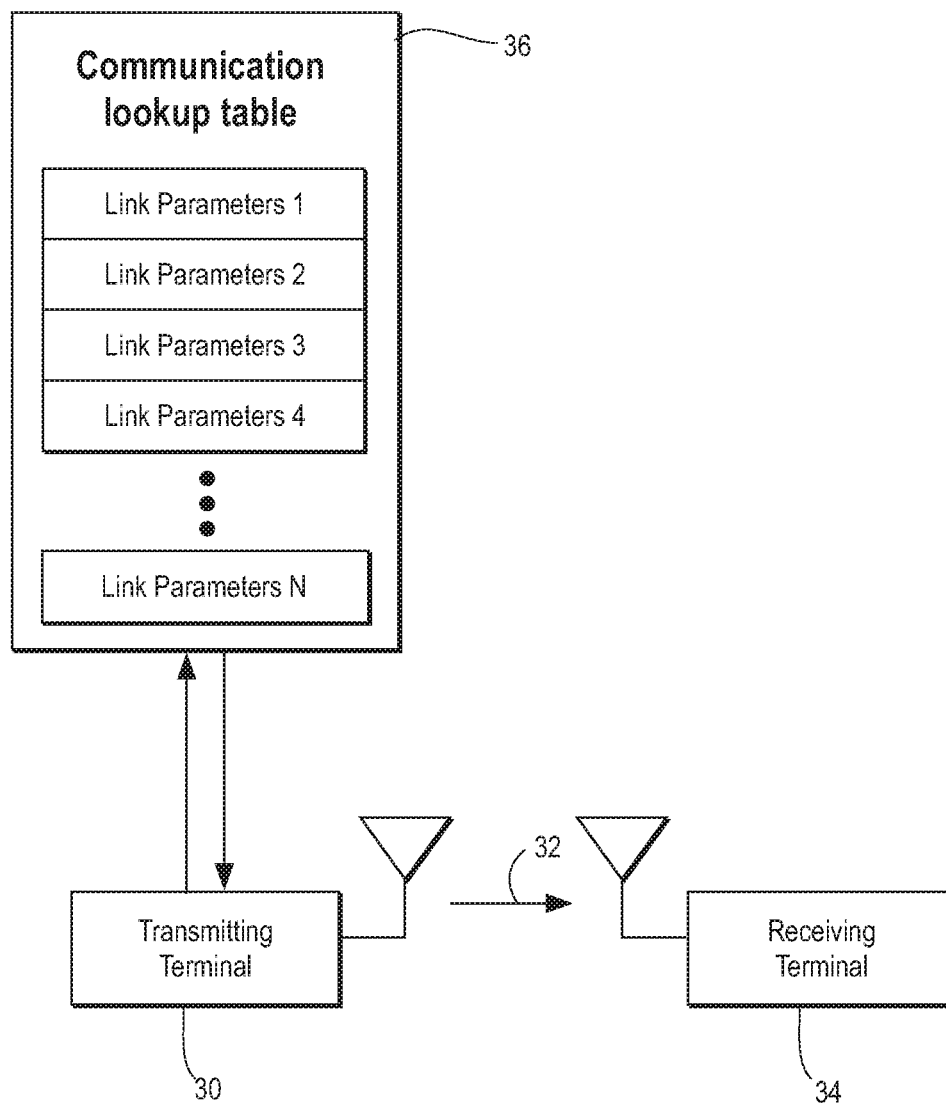 36
Communication
lookup table
Link Parameters 1
Link Parameters 2
Link Parameters 3
Link Parameters 4
Link Parameters N
32
Transmitting
Terminal
Receiving
Terminal
30
34